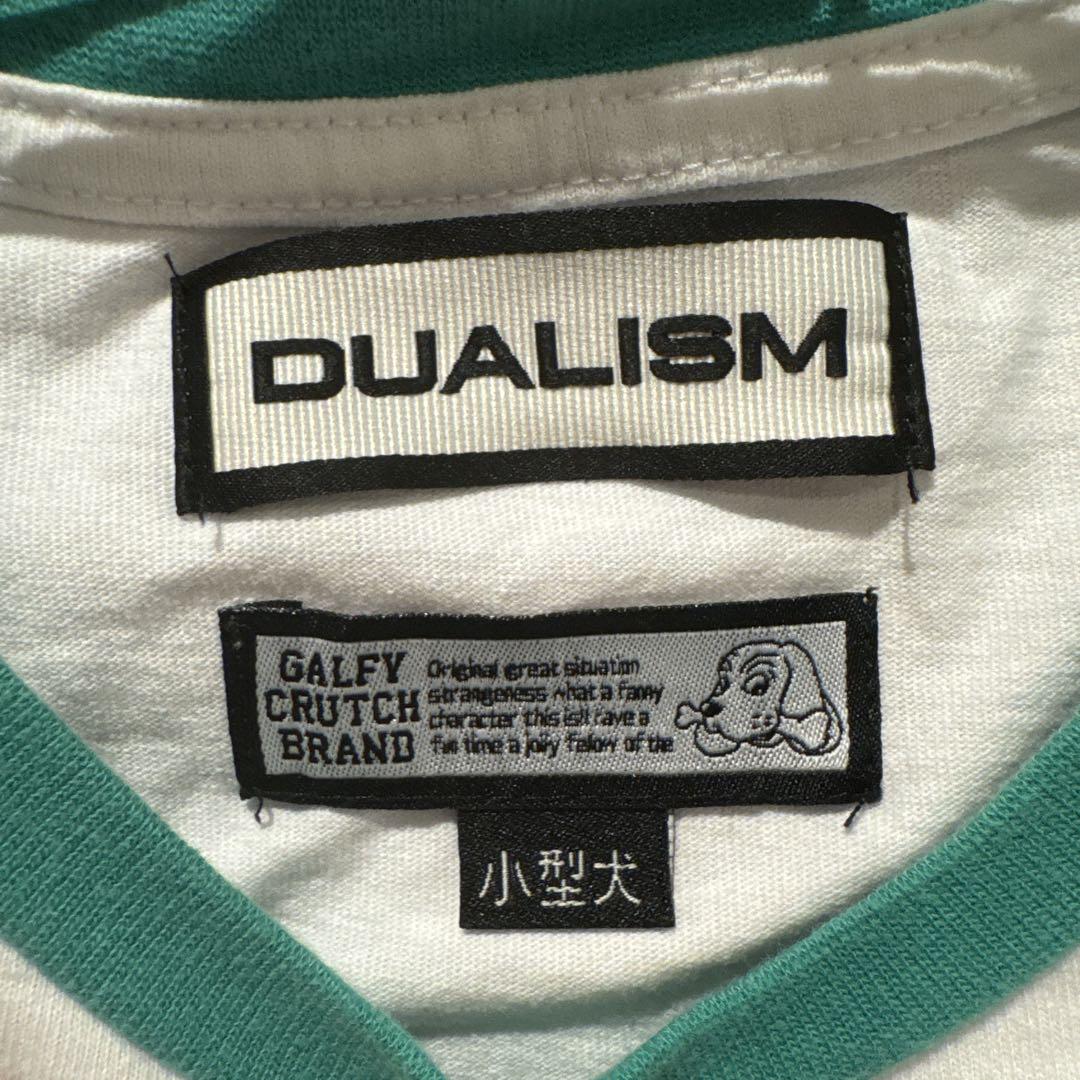 DUALISM
GALFY
CRUTCH
BRAND
Original great situation
strangeness what a fanny
character this is!! have a
fun time a jolly fellow of the
小型犬